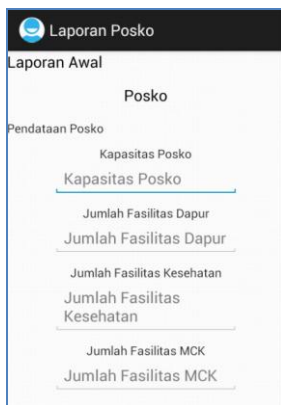 Laporan Posko
Laporan Awal
Posko
Pendataan Posko
Kapasitas Posko
Kapasitas Posko
Jumlah Fasilitas Dapur
Jumlah Fasilitas Dapur
Jumlah Fasilitas Kesehatan
Jumlah Fasilitas
Kesehatan
Jumlah Fasilitas MCK
Jumlah Fasilitas MCK